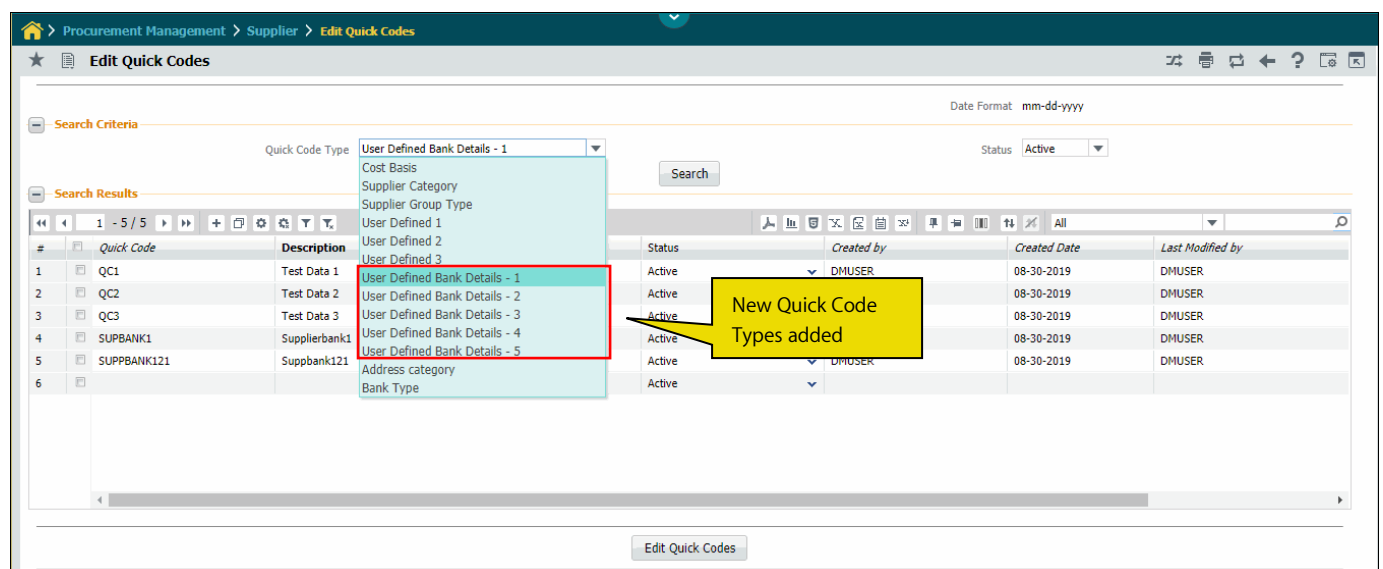 Procurement Management > Supplier > Edit Quick Codes
Edit Quick Codes
Date Format mm-dd-yyyy
Search Criteria
Quick Code Type User Defined Bank Details - 1 Status Active
Cost Basis
Supplier Category
Supplier Group Type
User Defined 1
User Defined 2
User Defined 3
User Defined Bank Details - 1
User Defined Bank Details - 2
User Defined Bank Details - 3
User Defined Bank Details - 4
User Defined Bank Details - 5
Address category
Bank Type
Search
Search Results
1 - 5 / 5 All
# Quick Code Description Status Created by Created Date Last Modified by
1 QC1 Test Data 1 Active DMUSER 08-30-2019 DMUSER
2 QC2 Test Data 2 Active 08-30-2019 DMUSER
3 QC3 Test Data 3 Active 08-30-2019 DMUSER
4 SUPBANK1 Supplierbank1 Active 08-30-2019 DMUSER
5 SUPPBANK121 Suppbank121 Active DMUSER 08-30-2019 DMUSER
6 Active
New Quick Code
Types added
Edit Quick Codes